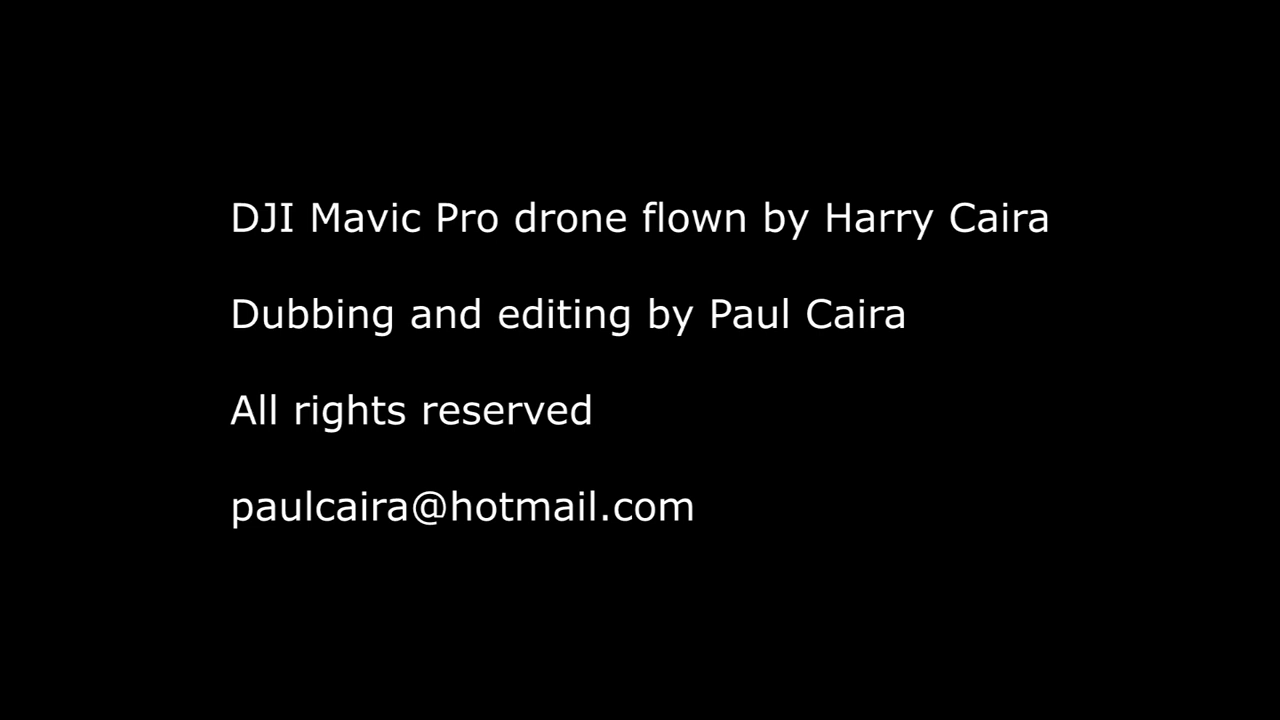 DJI Mavic Pro drone flown by Harry Caira
Dubbing and editing by Paul Caira
All rights reserved
paulcaira@hotmail.com